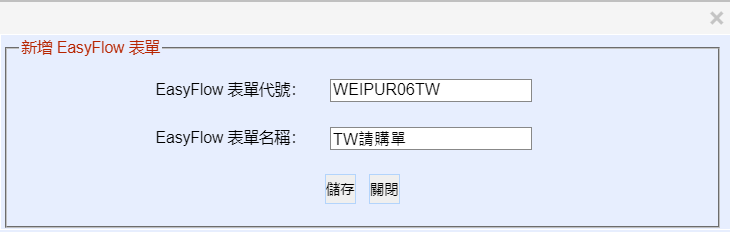 新增 EasyFlow 表單
EasyFlow 表單代號： WEIPUR06TW
EasyFlow 表單名稱： TW請購單
儲存 關閉